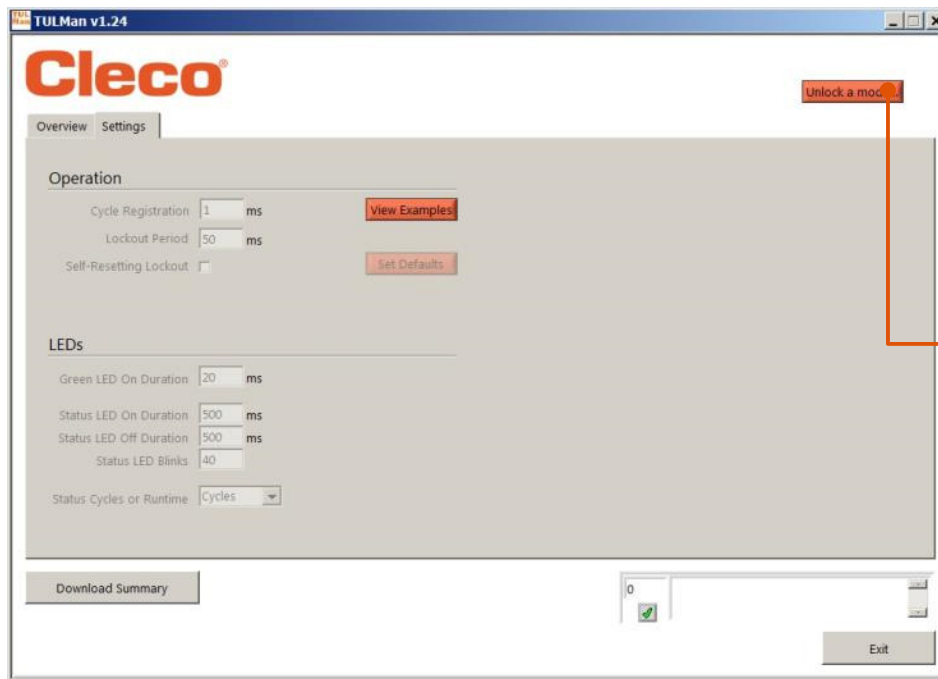 TUL Man TULMan v1.24
Cleco®
Unlock a mod
Overview Settings
Operation
Cycle Registration 1 ms View Examples
Lockout Period 50 ms
Self-Resetting Lockout Set Defaults
LEDs
Green LED On Duration 20 ms
Status LED On Duration 500 ms
Status LED Off Duration 500 ms
Status LED Blinks 40
Status Cycles or Runtime Cycles
Download Summary 0
Exit